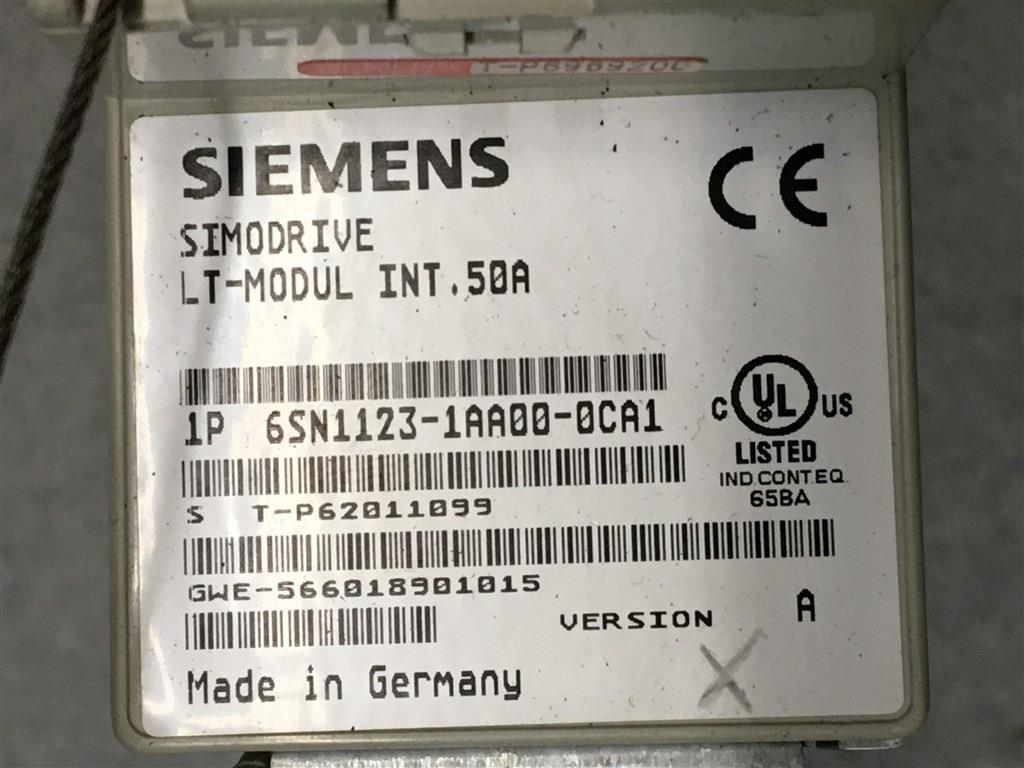 T-P6969200
SIEMENS
CE
SIMODRIVE
LT-MODUL INT.50A
1P 6SN1123-1AA00-0CA1
C UL US
LISTED
IND.CONT.EQ.
65BA
S T-P62011099
GWE-566018901015
VERSION A
Made in Germany